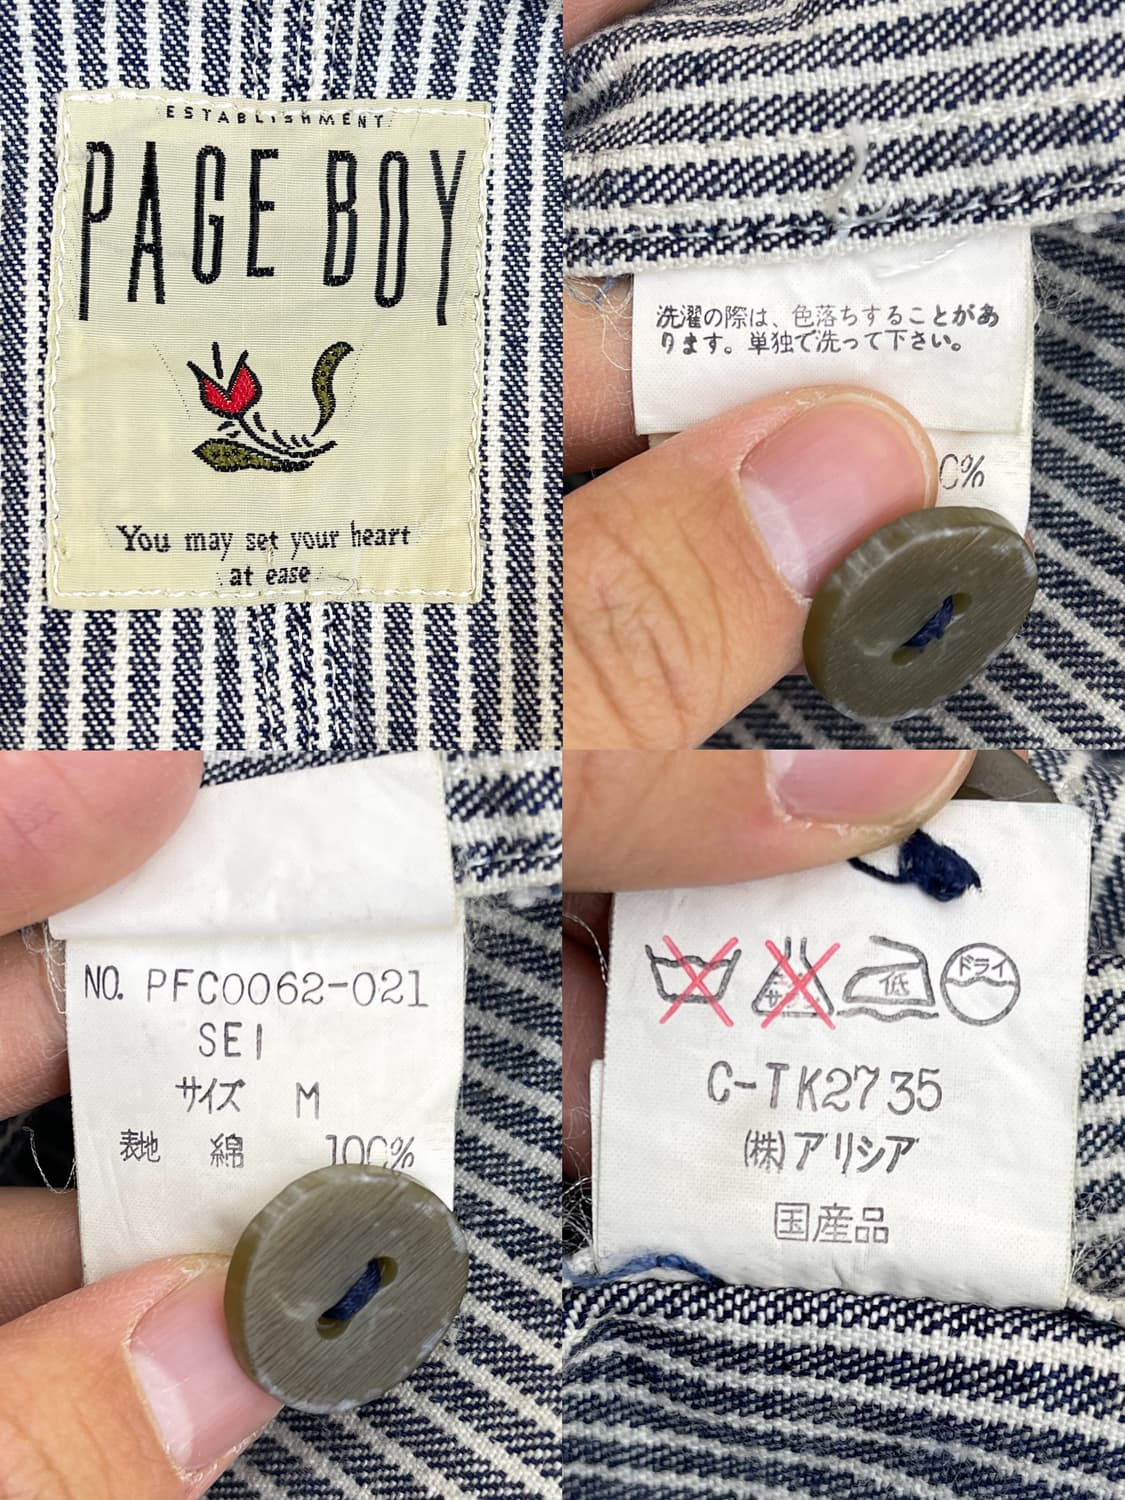 ESTABLISHMENT
PAGE BOY
You may set your heart
at ease
洗濯の際は、色落ちすることがあ
ります。単独で洗って下さい。
0%
NO. PFC0062-021
SEI
サイズ M
表地 綿 100%
低 ドライ
C-TK2735
(株)アリシア
国産品